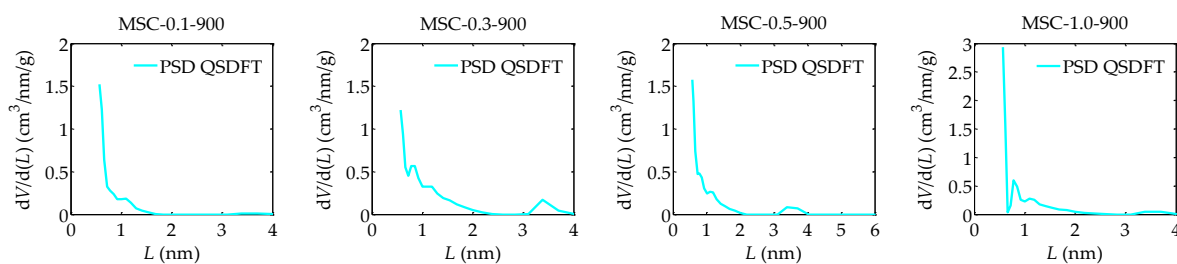 MSC-0.1-900
2
1.5
1
0.5
0
0 1 2 3 4
dV/d(L) (cm³/nm/g)
L (nm)
PSD QSDFT
MSC-0.3-900
2
1.5
1
0.5
0
0 1 2 3 4
dV/d(L) (cm³/nm/g)
L (nm)
PSD QSDFT
MSC-0.5-900
2
1.5
1
0.5
0
0 1 2 3 4 5 6
dV/d(L) (cm³/nm/g)
L (nm)
PSD QSDFT
MSC-1.0-900
3
2.5
2
1.5
1
0.5
0
0 1 2 3 4
dV/d(L) (cm³/nm/g)
L (nm)
PSD QSDFT